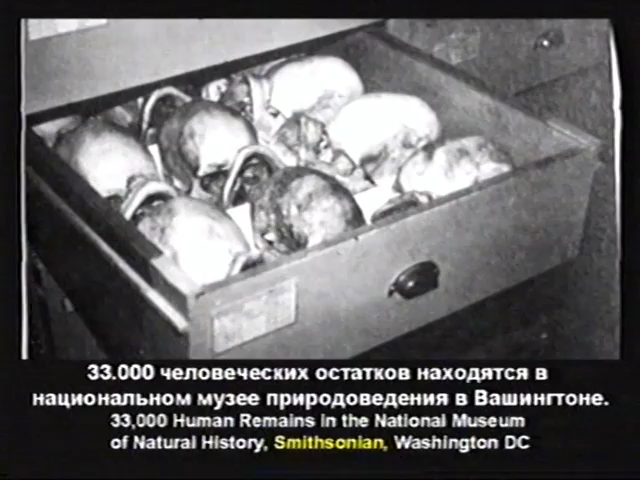 33.000 человеческих остатков находятся в
национальном музее природоведения в Вашингтоне.
33,000 Human Remains in the National Museum
of Natural History, Smithsonian, Washington DC